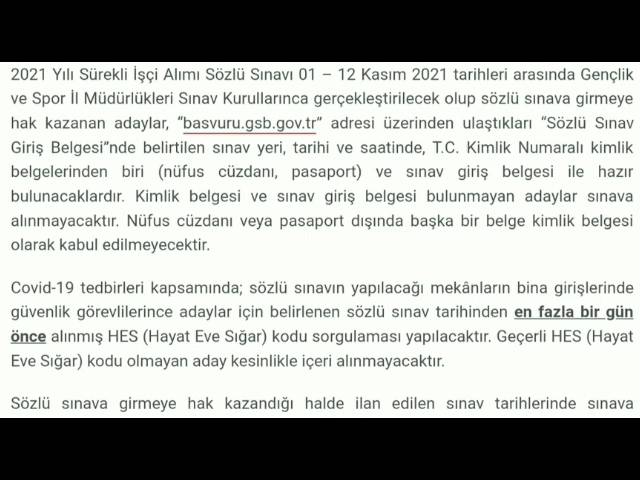 2021 Yılı Sürekli İşçi Alımı Sözlü Sınavı 01 – 12 Kasım 2021 tarihleri arasında Gençlik
ve Spor İl Müdürlükleri Sınav Kurullarınca gerçekleştirilecek olup sözlü sınava girmeye
hak kazanan adaylar, “basvuru.gsb.gov.tr” adresi üzerinden ulaştıkları “Sözlü Sınav
Giriş Belgesi”nde belirtilen sınav yeri, tarihi ve saatinde, T.C. Kimlik Numaralı kimlik
belgelerinden biri (nüfus cüzdanı, pasaport) ve sınav giriş belgesi ile hazır
bulunacaklardır. Kimlik belgesi ve sınav giriş belgesi bulunmayan adaylar sınava
alınmayacaktır. Nüfus cüzdanı veya pasaport dışında başka bir belge kimlik belgesi
olarak kabul edilmeyecektir.
Covid-19 tedbirleri kapsamında; sözlü sınavın yapılacağı mekânların bina girişlerinde
güvenlik görevlilerince adaylar için belirlenen sözlü sınav tarihinden en fazla bir gün
önce alınmış HES (Hayat Eve Sığar) kodu sorgulaması yapılacaktır. Geçerli HES (Hayat
Eve Sığar) kodu olmayan aday kesinlikle içeri alınmayacaktır.
Sözlü sınava girmeye hak kazandığı halde ilan edilen sınav tarihlerinde sınava